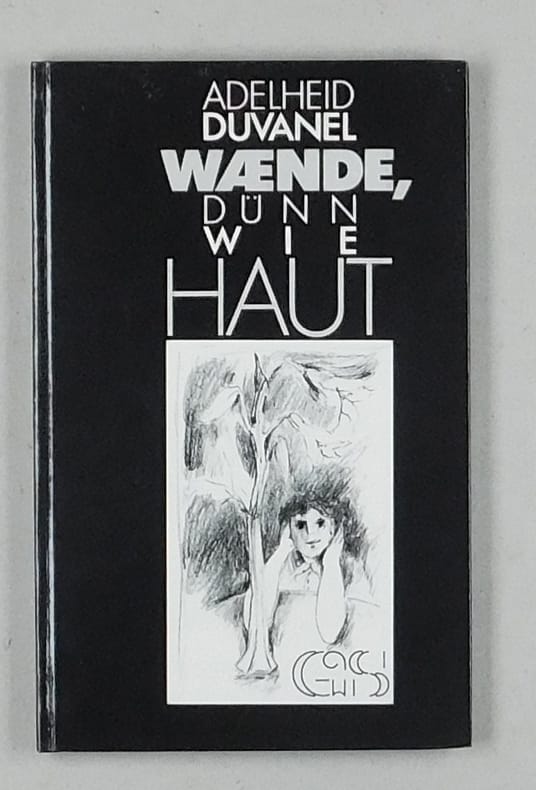 ADELHEID
DUVANEL
WÆNDE,
DÜNN
WIE
HAUT